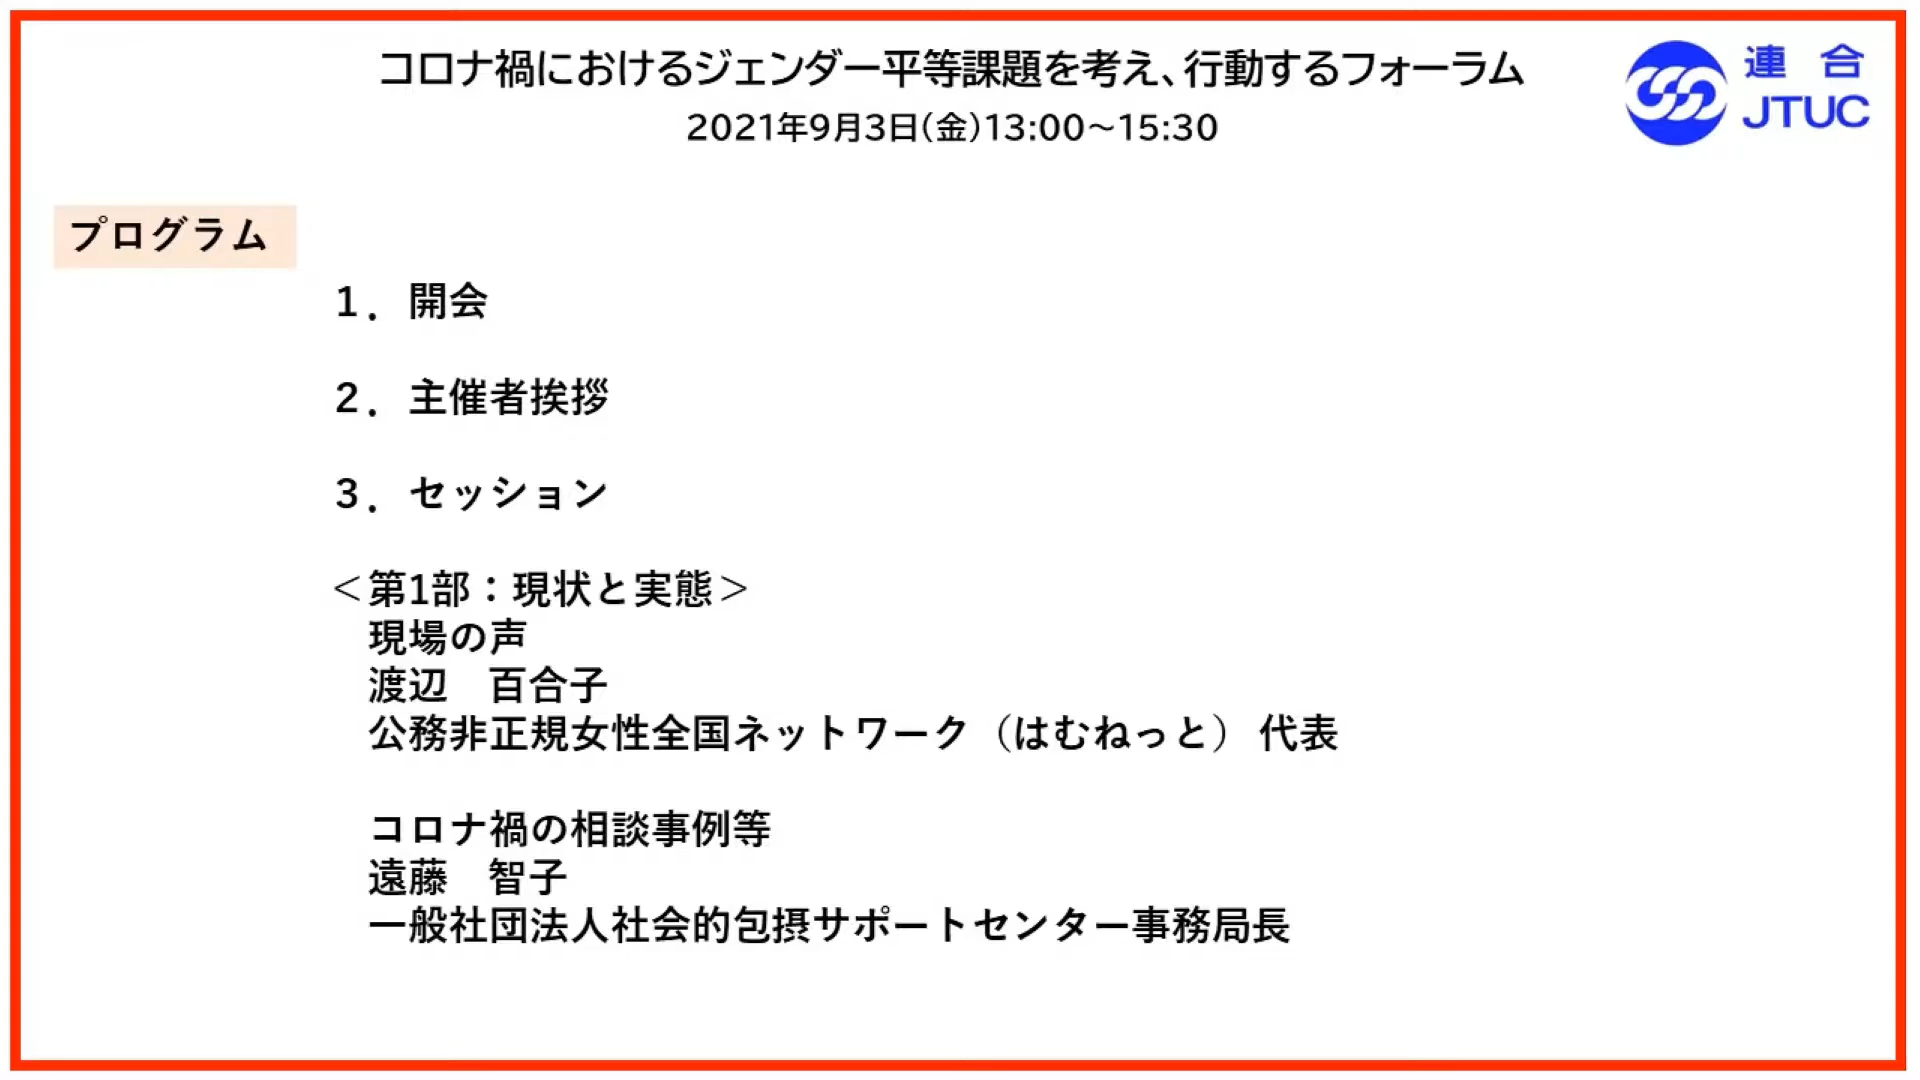 コロナ禍におけるジェンダー平等課題を考え、行動するフォーラム
2021年9月3日(金)13:00～15:30
連 合
JTUC
プログラム
1．開会
2．主催者挨拶
3．セッション
＜第1部：現状と実態＞
現場の声
渡辺　百合子
公務非正規女性全国ネットワーク（はむねっと） 代表
コロナ禍の相談事例等
遠藤　智子
一般社団法人社会的包摂サポートセンター事務局長